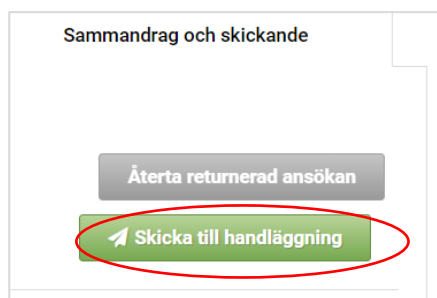 Sammandrag och skickande
Återta returnerad ansökan
Skicka till handläggning